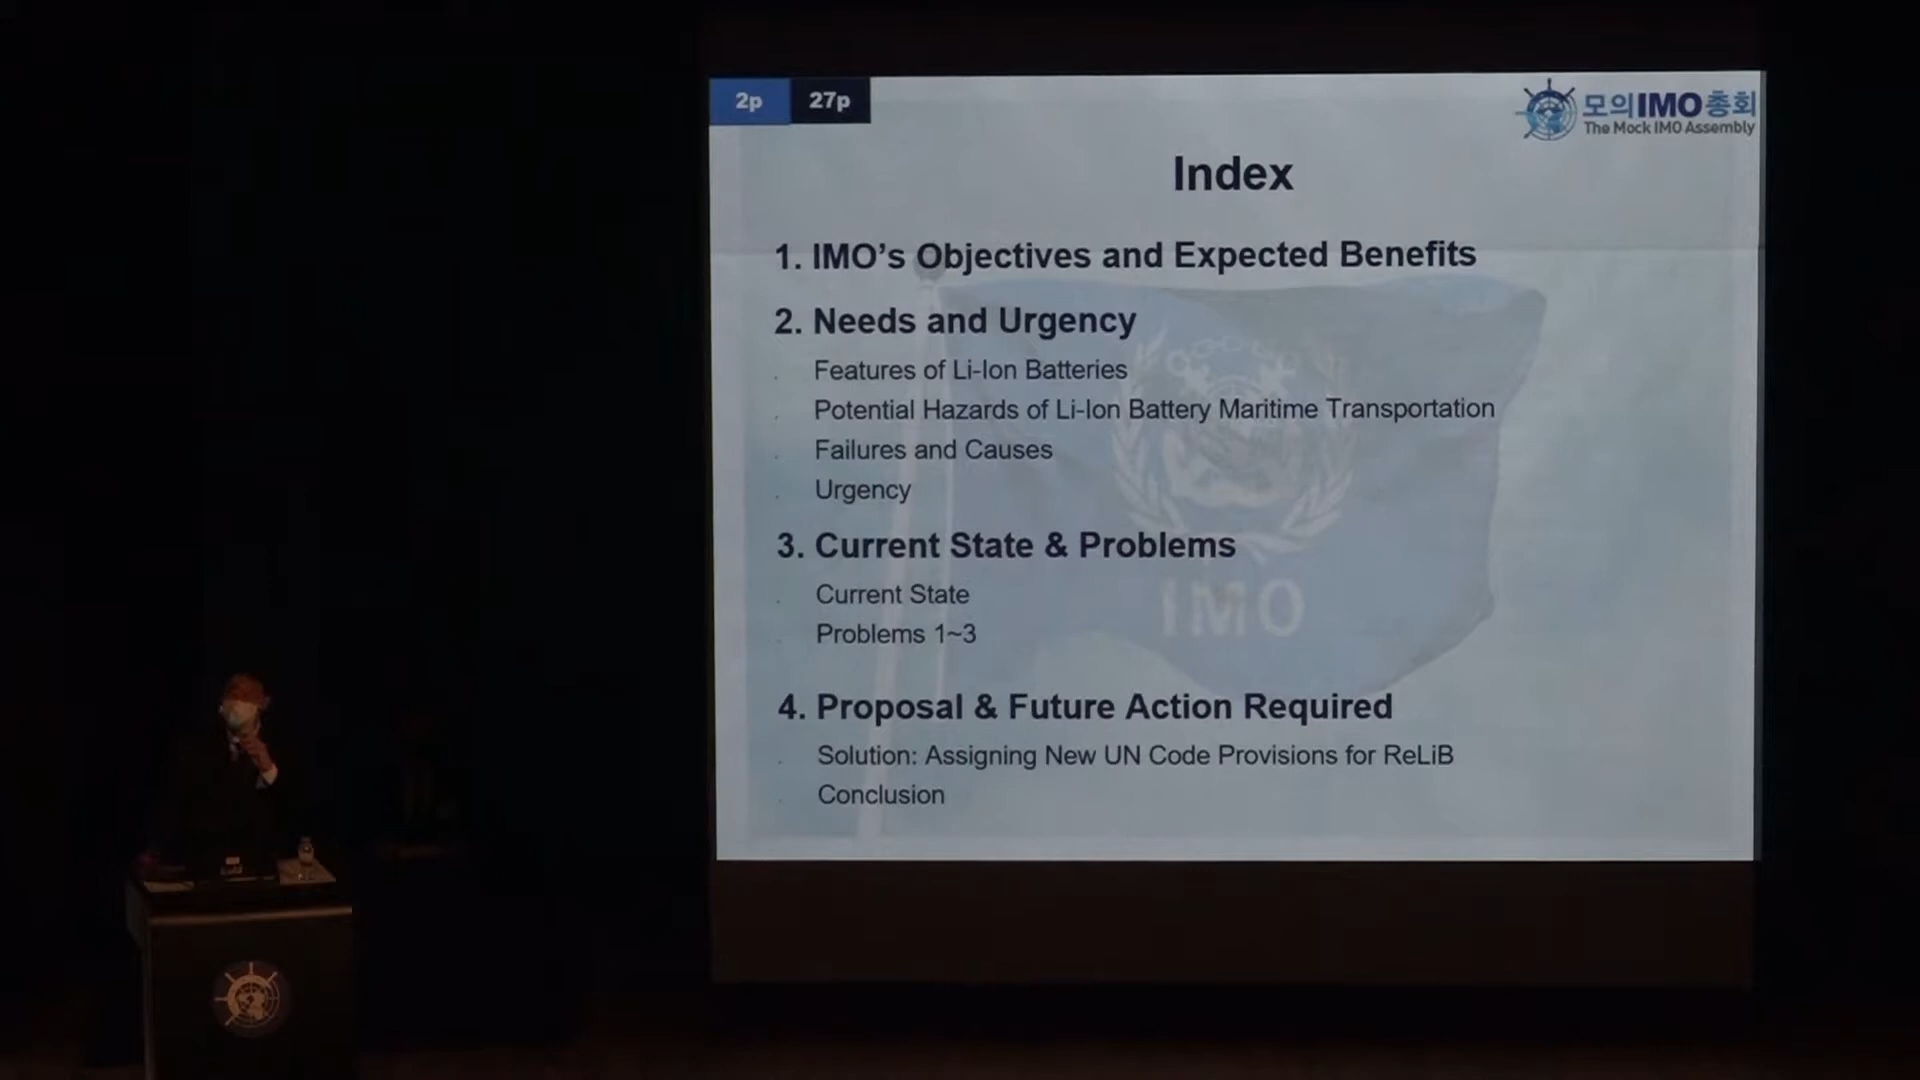 2p 27p
모의IMO총회
The Mock IMO Assembly
Index
1. IMO's Objectives and Expected Benefits
2. Needs and Urgency
. Features of Li-Ion Batteries
. Potential Hazards of Li-Ion Battery Maritime Transportation
. Failures and Causes
. Urgency
3. Current State & Problems
. Current State
. Problems 1~3
4. Proposal & Future Action Required
. Solution: Assigning New UN Code Provisions for ReLiB
. Conclusion
IMO